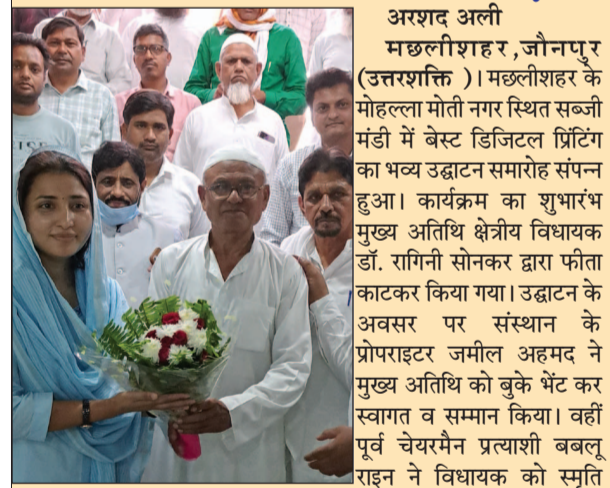 अरशद अली
मछलीशहर,जौनपुर
(उत्तरशक्ति )। मछलीशहर के
मोहल्ला मोती नगर स्थित सब्जी
मंडी में बेस्ट डिजिटल प्रिंटिंग
का भव्य उद्घाटन समारोह संपन्न
हुआ। कार्यक्रम का शुभारंभ
मुख्य अतिथि क्षेत्रीय विधायक
डॉ. रागिनी सोनकर द्वारा फीता
काटकर किया गया। उद्घाटन के
अवसर पर संस्थान के
प्रोपराइटर जमील अहमद ने
मुख्य अतिथि को बुके भेंट कर
स्वागत व सम्मान किया। वहीं
पूर्व चेयरमैन प्रत्याशी बबलू
राइन ने विधायक को स्मृति